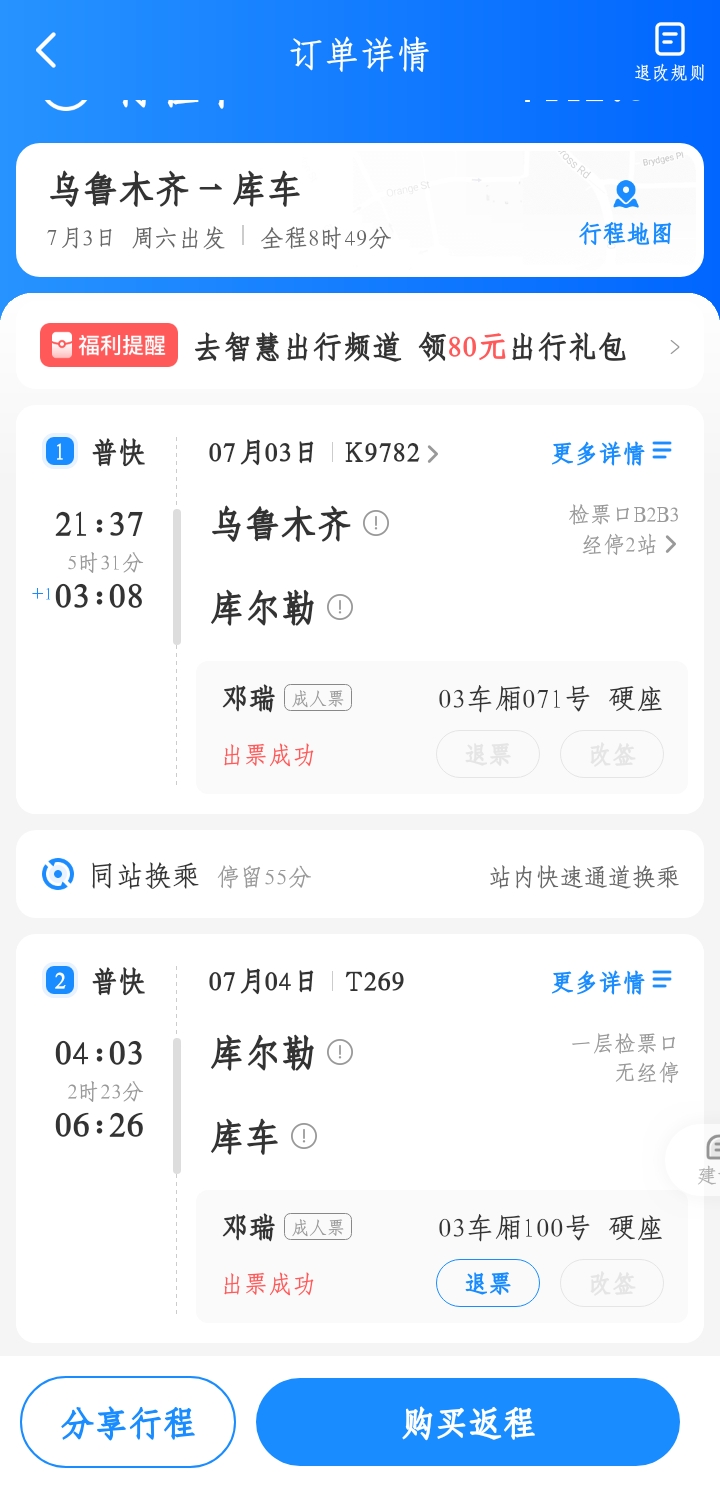 订单详情
退改规则
乌鲁木齐 → 库车
7月3日 周六出发 | 全程8时49分
行程地图
Orange St
Brydges Pl
福利提醒 去智慧出行频道 领80元出行礼包 >
1 普快 07月03日 | K9782 > 更多详情
21:37 乌鲁木齐 检票口B2B3
5时31分 经停2站 >
+1 03:08 库尔勒
邓瑞 成人票 03车厢071号 硬座
出票成功 退票 改签
同站换乘 停留55分 站内快速通道换乘
2 普快 07月04日 | T269 更多详情
04:03 库尔勒 一层检票口
2时23分 无经停
06:26 库车
邓瑞 成人票 03车厢100号 硬座
出票成功 退票 改签
分享行程 购买返程